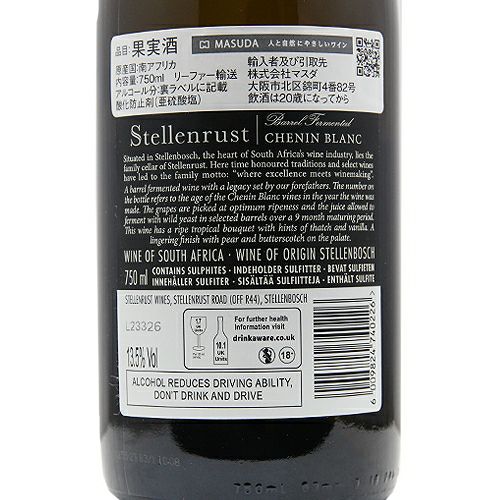 品目:果実酒
MASUDA 人と自然にやさしいワイン
原産国:南アフリカ 輸入者及び引取先
内容量:750ml リーファー輸送 株式会社マスダ
アルコール分:裏ラベルに記載 大阪市北区錦町4番82号
酸化防止剤(亜硫酸塩) 飲酒は20歳になってから
Stellenrust Barrel Fermented
CHENIN BLANC
Situated in Stellenbosch, the heart of South Africa's wine industry, lies the
family cellar of Stellenrust. Here time honoured traditions and select wines
have led to the family motto: "where excellence meets winemaking".
A barrel fermented wine with a legacy set by our forefathers. The number on
the bottle refers to the age of the Chenin Blanc vines in the year the wine was
made. The grapes are picked at optimum ripeness and the juice allowed to
ferment with wild yeast in selected barrels over a 9 month maturing period.
This wine has a ripe tropical bouquet with hints of thatch and vanilla. A
lingering finish with pear and butterscotch on the palate.
WINE OF SOUTH AFRICA · WINE OF ORIGIN STELLENBOSCH
750 ml CONTAINS SULPHITES · INDEHOLDER SULFITTER · BEVAT SULFIETEN
INNEHÅLLER SULFITER · SISÄLTÄÄ SULFIITTEJA · ENTHÄLT SULFITE
STELLENRUST WINES, STELLENRUST ROAD (OFF R44), STELLENBOSCH
L23326
13.5% Vol
1.7
UK
Units
10.1
UK
Units
For further health
information visit
drinkaware.co.uk
18+
ALCOHOL REDUCES DRIVING ABILITY,
DON'T DRINK AND DRIVE
6 009824 740226 >